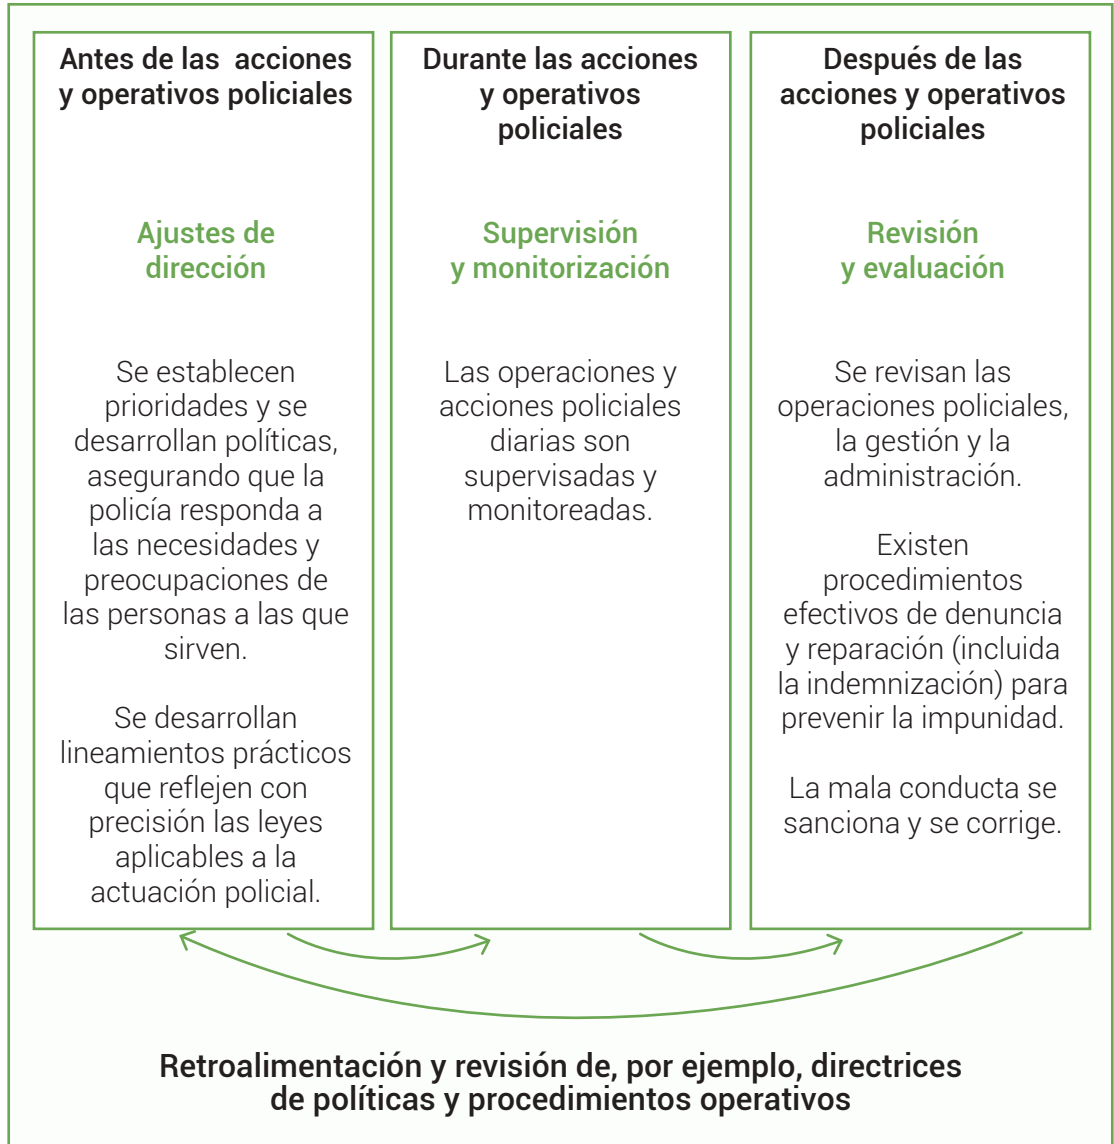 Antes de las acciones
y operativos policiales
Ajustes de
dirección
Se establecen
prioridades y se
desarrollan políticas,
asegurando que la
policía responda a
las necesidades y
preocupaciones de
las personas a las que
sirven.
Se desarrollan
lineamientos prácticos
que reflejen con
precisión las leyes
aplicables a la
actuación policial.
Durante las acciones
y operativos
policiales
Supervisión
y monitorización
Las operaciones y
acciones policiales
diarias son
supervisadas y
monitoreadas.
Después de las
acciones y operativos
policiales
Revisión
y evaluación
Se revisan las
operaciones policiales,
la gestión y la
administración.
Existen
procedimientos
efectivos de denuncia
y reparación (incluida
la indemnización) para
prevenir la impunidad.
La mala conducta se
sanciona y se corrige.
Retroalimentación y revisión de, por ejemplo, directrices
de políticas y procedimientos operativos